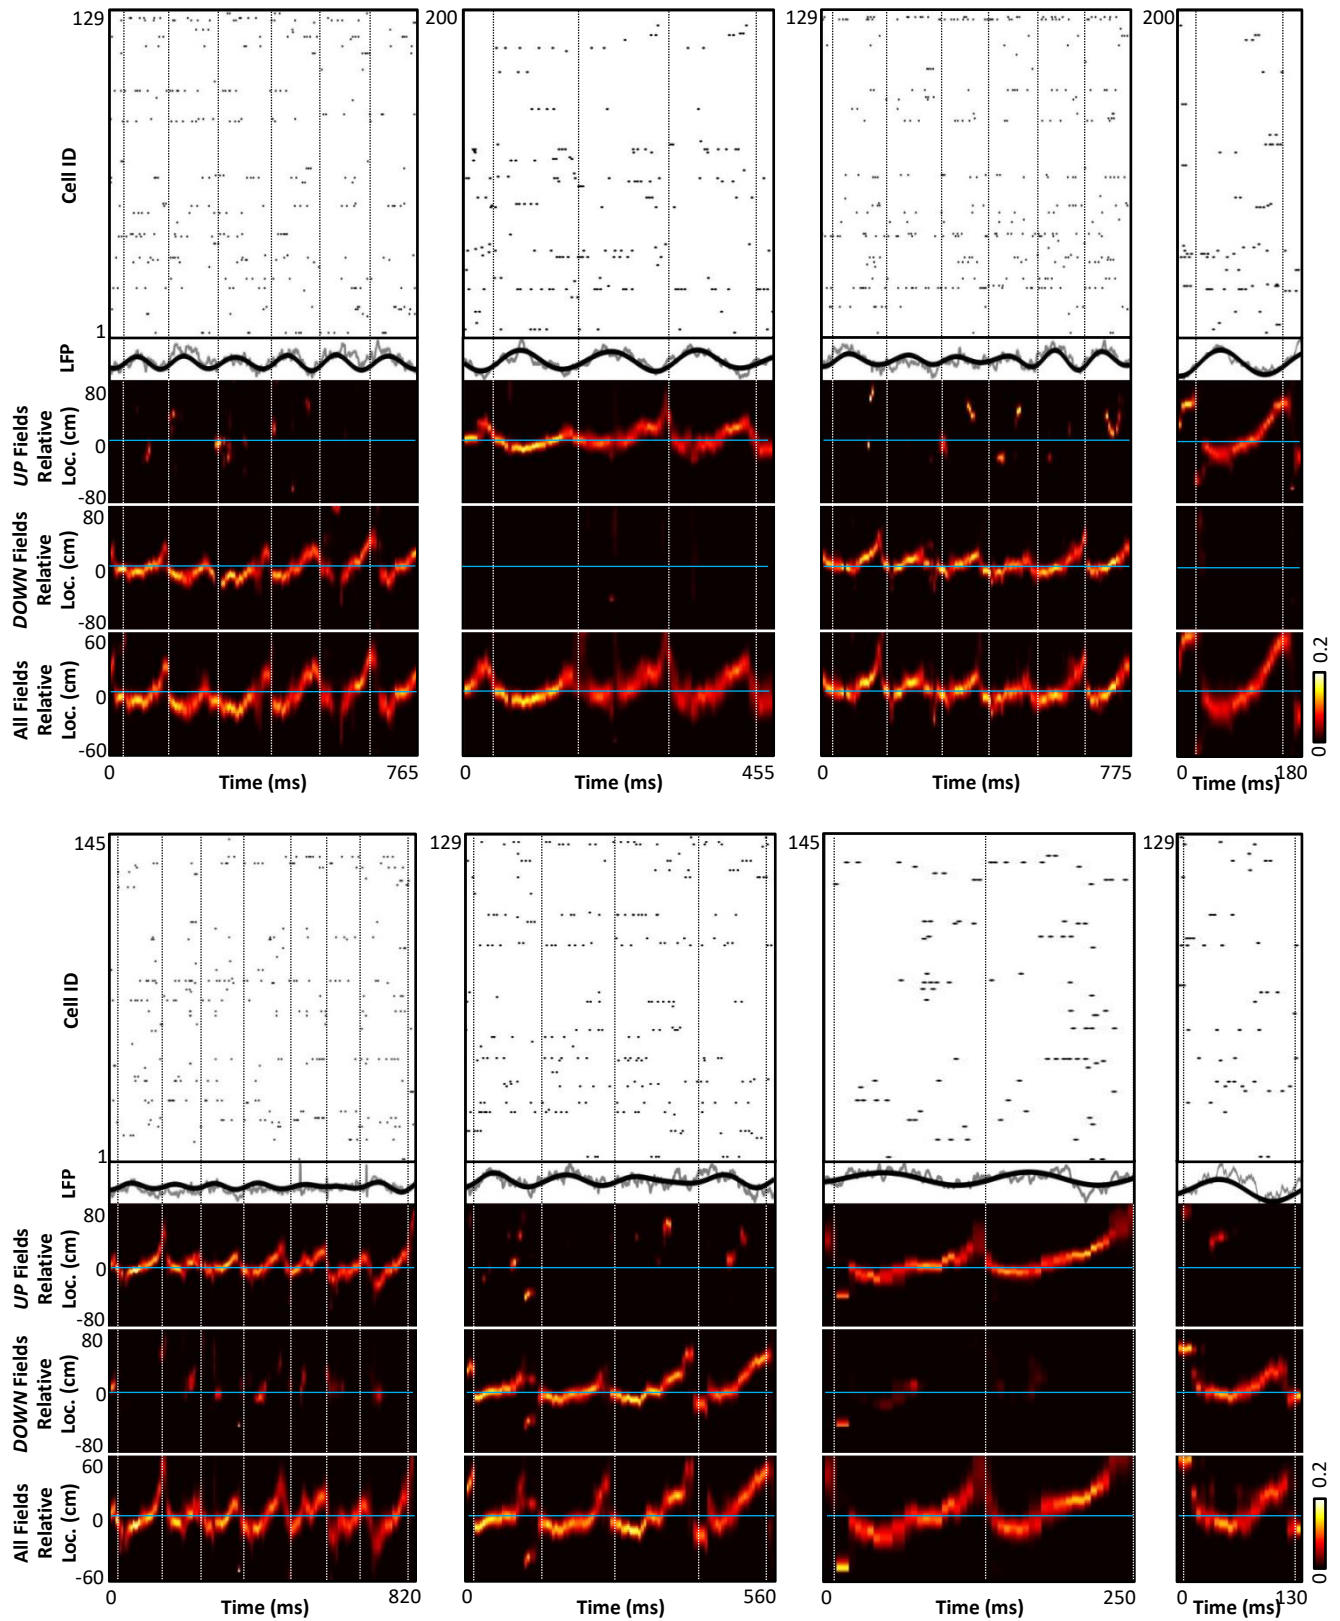 129
200
129
200
Cell ID
1
LFP
80
0
-80
UP Fields
Relative
Loc. (cm)
80
0
-80
DOWN Fields
Relative
Loc. (cm)
60
0
-60
All Fields
Relative
Loc. (cm)
0.2
0
0 Time (ms) 765
0 Time (ms) 455
0 Time (ms) 775
0 Time (ms) 180
145
129
145
129
Cell ID
1
LFP
80
0
-80
UP Fields
Relative
Loc. (cm)
80
0
-80
DOWN Fields
Relative
Loc. (cm)
60
0
-60
All Fields
Relative
Loc. (cm)
0.2
0
0 Time (ms) 820
0 Time (ms) 560
0 Time (ms) 250
0 Time (ms) 130